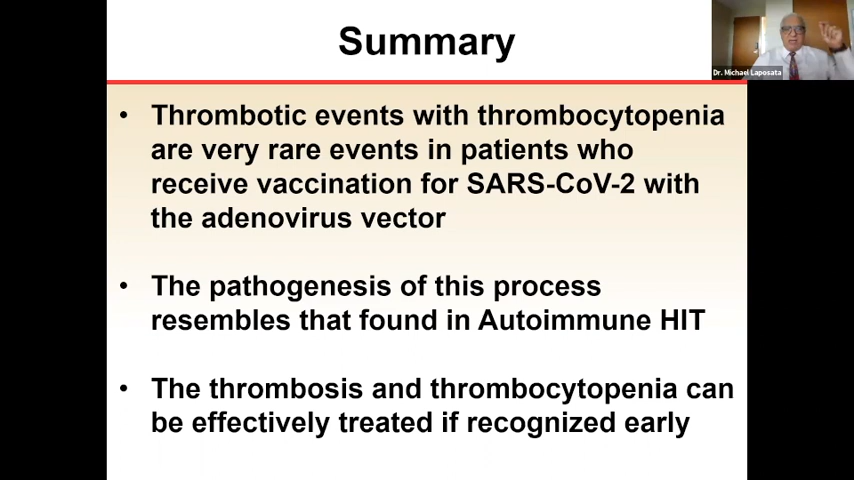 Summary
Dr. Michael Laposata
• Thrombotic events with thrombocytopenia
are very rare events in patients who
receive vaccination for SARS-CoV-2 with
the adenovirus vector
• The pathogenesis of this process
resembles that found in Autoimmune HIT
• The thrombosis and thrombocytopenia can
be effectively treated if recognized early